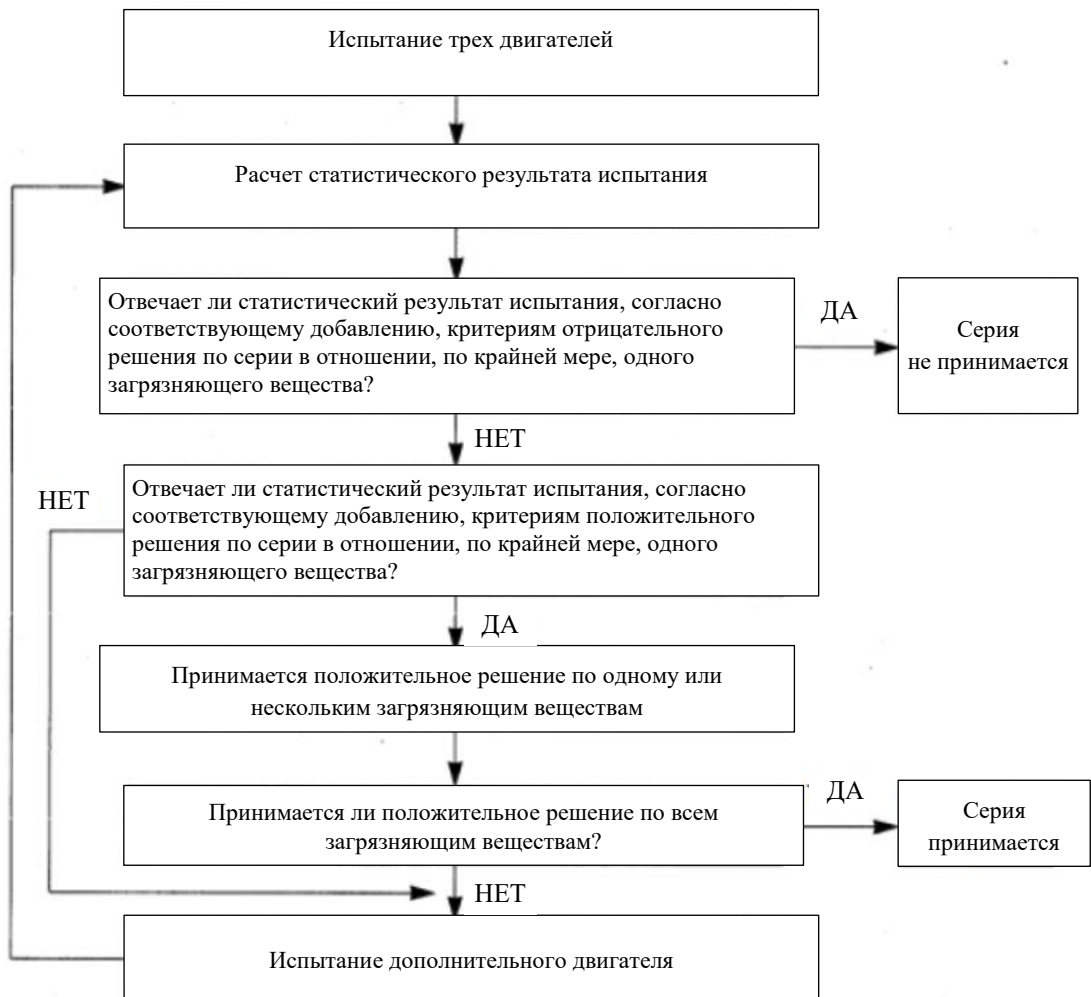 Испытание трех двигателей
Расчет статистического результата испытания
Отвечает ли статистический результат испытания, согласно
соответствующему добавлению, критериям отрицательного
решения по серии в отношении, по крайней мере, одного
загрязняющего вещества?
ДА
Серия
не принимается
НЕТ
НЕТ
Отвечает ли статистический результат испытания, согласно
соответствующему добавлению, критериям положительного
решения по серии в отношении, по крайней мере, одного
загрязняющего вещества?
ДА
Принимается положительное решение по одному или
нескольким загрязняющим веществам
Принимается ли положительное решение по всем
загрязняющим веществам?
ДА
Серия
принимается
НЕТ
Испытание дополнительного двигателя